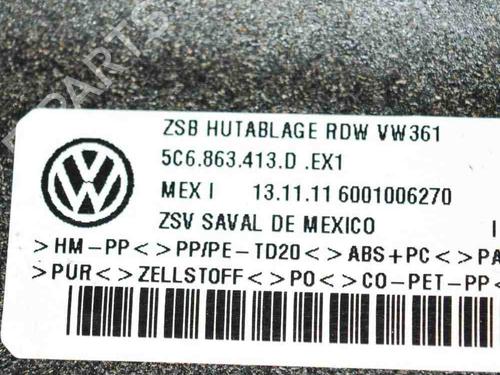 ZSB HUTABLAGE RDW VW361
5C6.863.413.D .EX1
MEX I 13.11.11 6001006270
ZSV SAVAL DE MEXICO I
>HM-PP<>PP/PE-TD20<>ABS+PC<>PA
>PUR<>ZELLSTOFF<>PO<>CO-PET-PP<